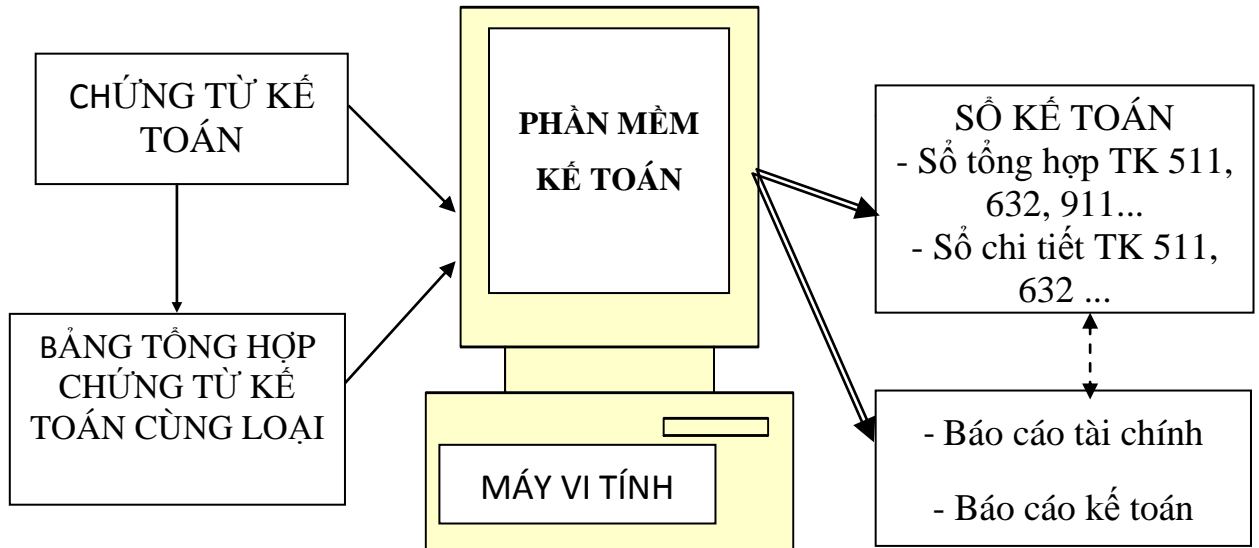 CHỨNG TỪ KẾ
TOÁN
BẢNG TỔNG HỢP
CHỨNG TỪ KẾ
TOÁN CÙNG LOẠI
PHẦN MỀM
KẾ TOÁN
MÁY VI TÍNH
SỔ KẾ TOÁN
- Sổ tổng hợp TK 511,
632, 911...
- Sổ chi tiết TK 511,
632 ...
- Báo cáo tài chính
- Báo cáo kế toán